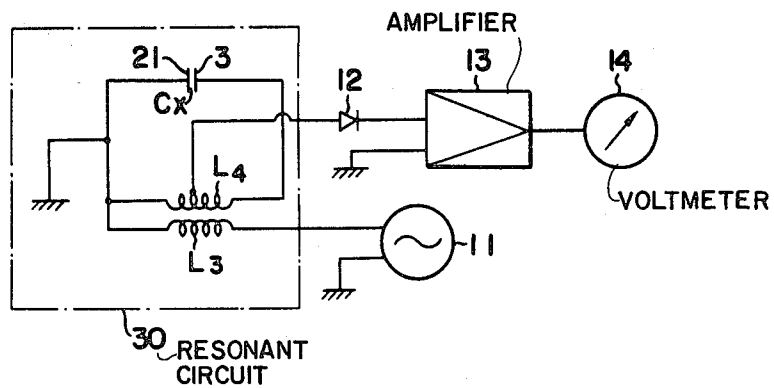 AMPLIFIER
21 3
Cx
12
13
14
L4
VOLTMETER
L3
11
30
RESONANT
CIRCUIT